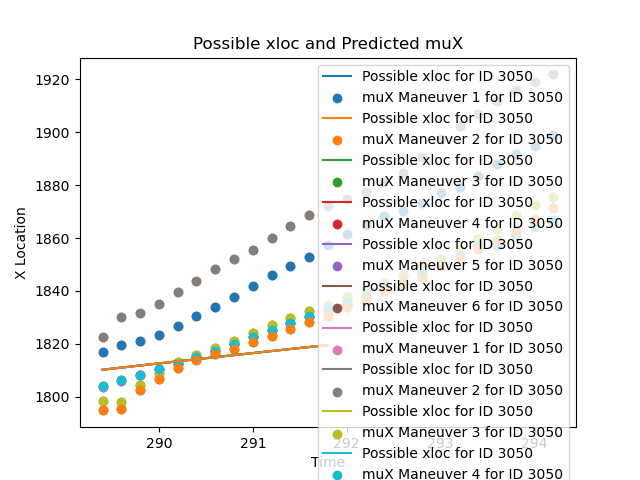 Possible xloc and Predicted muX
X Location
1920
1900
1880
1860
1840
1820
1800
290
291
292
293
294
Time
Possible xloc for ID 3050
muX Maneuver 1 for ID 3050
Possible xloc for ID 3050
muX Maneuver 2 for ID 3050
Possible xloc for ID 3050
muX Maneuver 3 for ID 3050
Possible xloc for ID 3050
muX Maneuver 4 for ID 3050
Possible xloc for ID 3050
muX Maneuver 5 for ID 3050
Possible xloc for ID 3050
muX Maneuver 6 for ID 3050
Possible xloc for ID 3050
muX Maneuver 1 for ID 3050
Possible xloc for ID 3050
muX Maneuver 2 for ID 3050
Possible xloc for ID 3050
muX Maneuver 3 for ID 3050
Possible xloc for ID 3050
muX Maneuver 4 for ID 3050